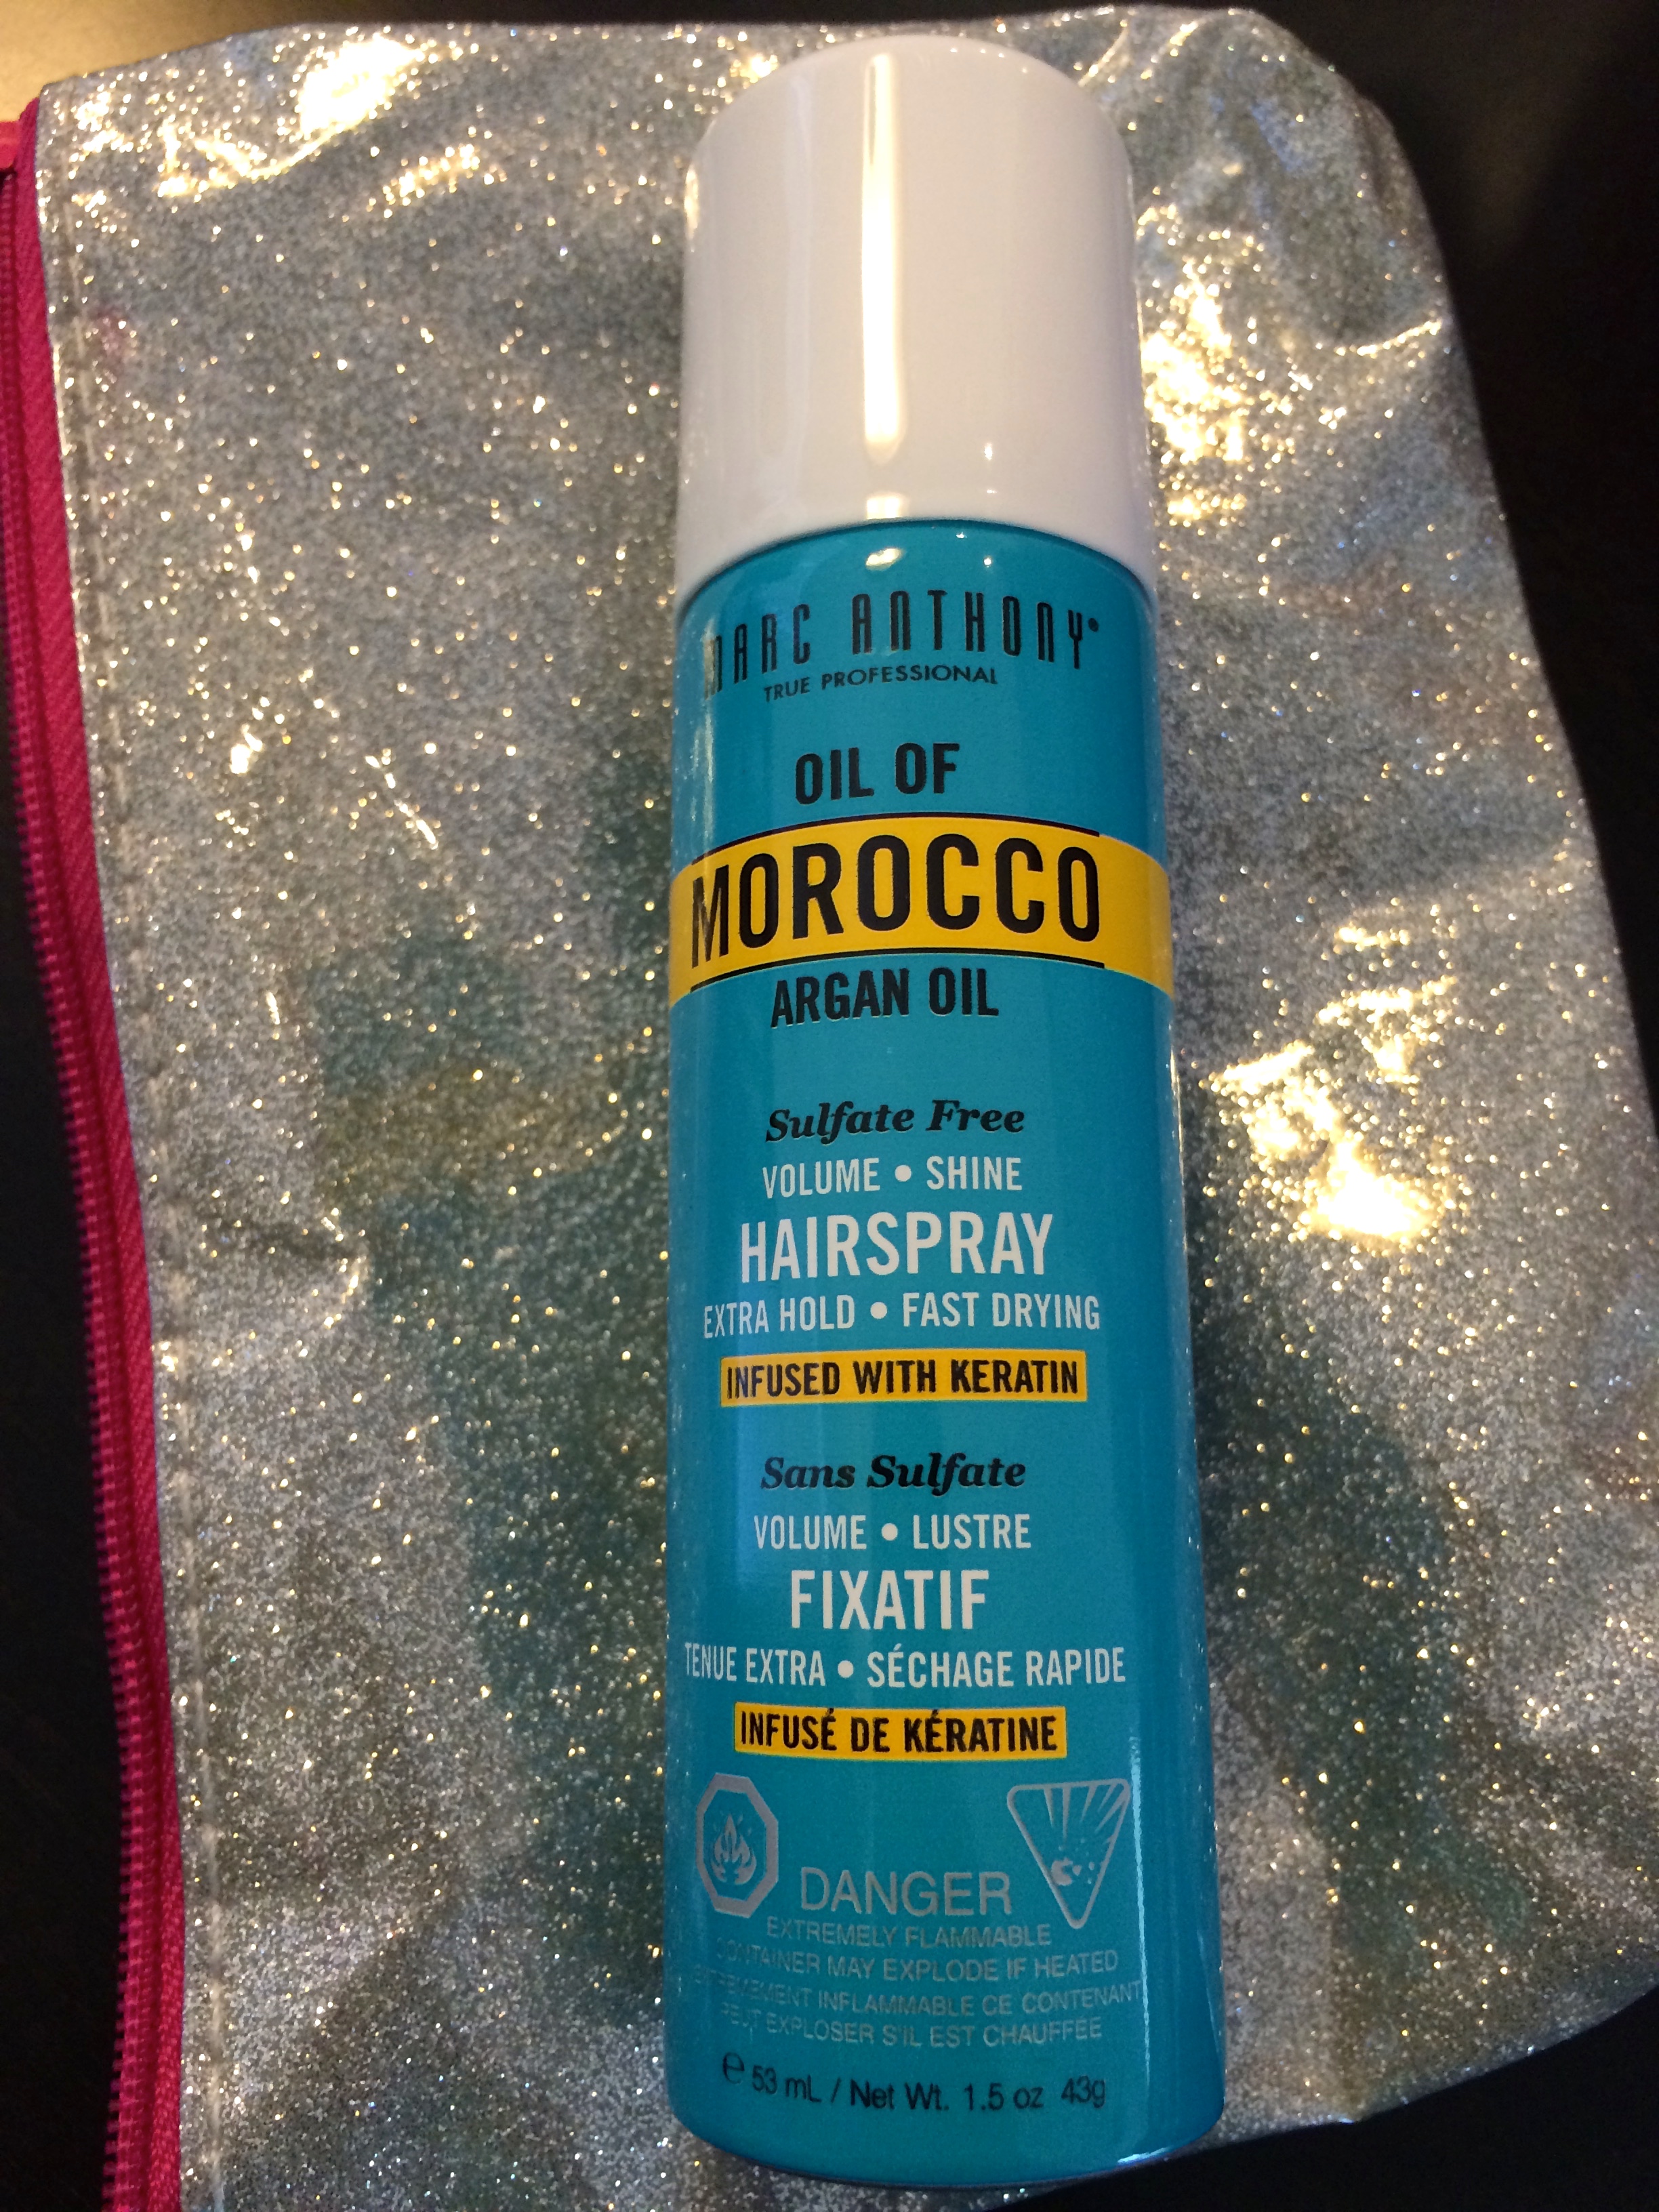 MARC ANTHONY®
TRUE PROFESSIONAL
OIL OF
MOROCCO
ARGAN OIL
Sulfate Free
VOLUME • SHINE
HAIRSPRAY
EXTRA HOLD • FAST DRYING
INFUSED WITH KERATIN
Sans Sulfate
VOLUME • LUSTRE
FIXATIF
TENUE EXTRA • SÉCHAGE RAPIDE
INFUSÉ DE KÉRATINE
DANGER
EXTREMELY FLAMMABLE
CONTAINER MAY EXPLODE IF HEATED
EXTREMEMENT INFLAMMABLE CE CONTENANT
PEUT EXPLOSER S'IL EST CHAUFFÉE
℮ 53 mL / Net Wt. 1.5 oz 43g